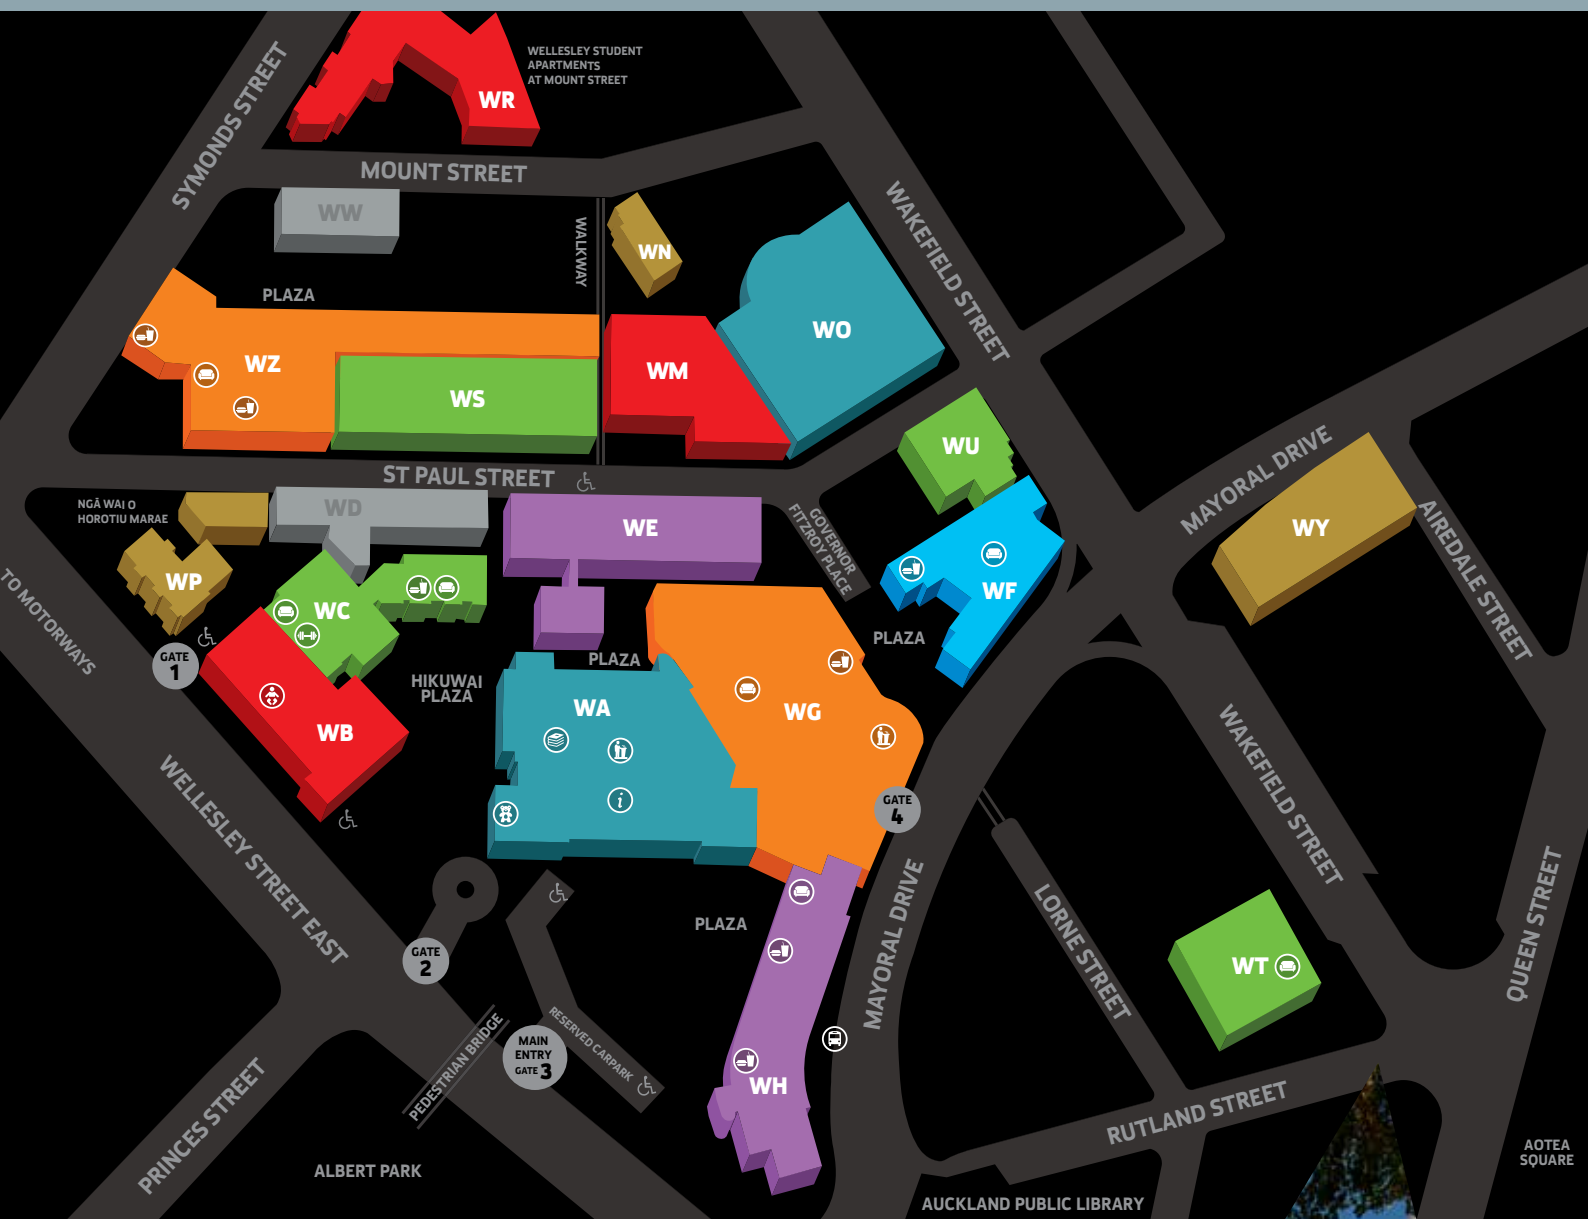 WELLESLEY STUDENT
APARTMENTS
AT MOUNT STREET
WR
SYMONDS STREET
MOUNT STREET
WW
WALKWAY
WN
WAKEFIELD STREET
PLAZA
WO
WZ
WM
WS
WU
MAYORAL DRIVE
ST PAUL STREET
NGĀ WAI O
HOROTIU MARAE
WD
WE
GOVERNOR
FITZROY PLACE
WY
AIREDALE STREET
WP
WC
WF
TO MOTORWAYS
GATE
1
PLAZA
PLAZA
HIKUWAI
PLAZA
WA
WG
WB
WAKEFIELD STREET
WELLESLEY STREET EAST
GATE
4
GATE
2
PLAZA
MAYORAL DRIVE
LORNE STREET
WT
QUEEN STREET
PEDESTRIAN BRIDGE
MAIN
ENTRY
GATE 3
RESERVED CARPARK
WH
PRINCES STREET
RUTLAND STREET
ALBERT PARK
AOTEA
SQUARE
AUCKLAND PUBLIC LIBRARY